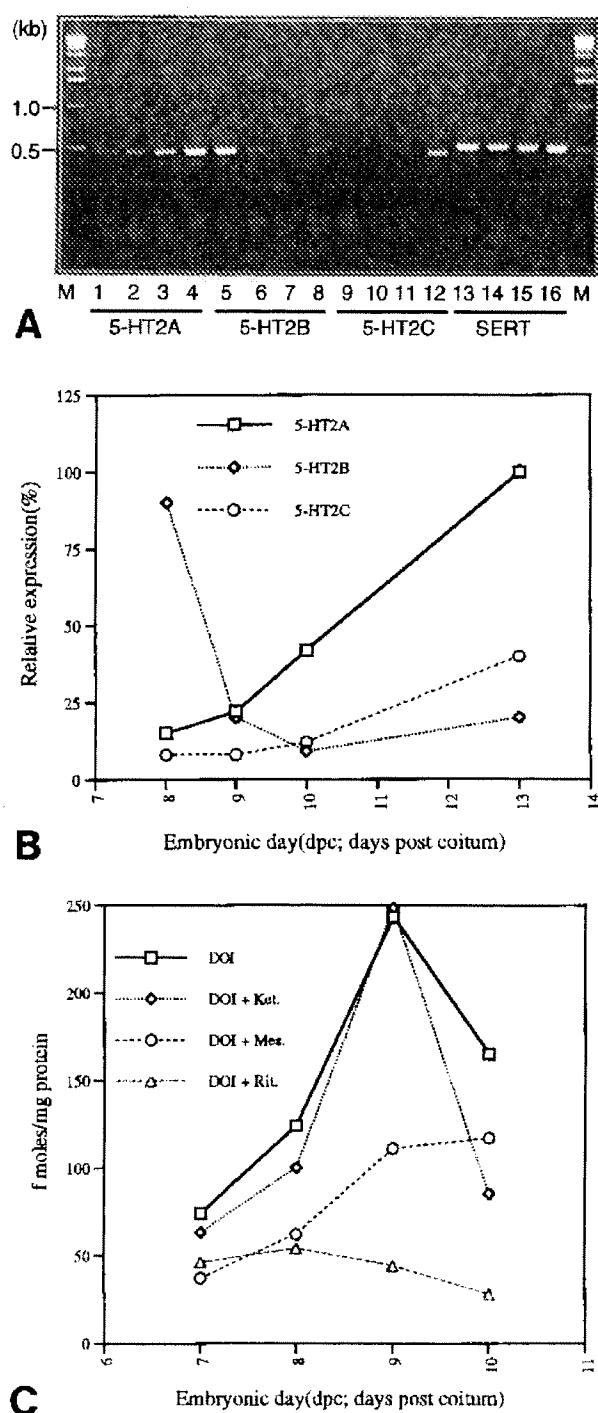 (kb)
1.0
0.5
M 1 2 3 4 5 6 7 8 9 10 11 12 13 14 15 16 M
A 5-HT2A 5-HT2B 5-HT2C SERT
125
100
75
50
25
0
Relative expression(%)
5-HT2A
5-HT2B
5-HT2C
7 8 9 10 11 12 13 14
B Embryonic day(dpc; days post coitum)
250
200
150
100
50
0
f moles/mg protein
DOI
DOI + Ket.
DOI + Mes.
DOI + Rit.
6 7 8 9 10 11
C Embryonic day(dpc; days post coitum)